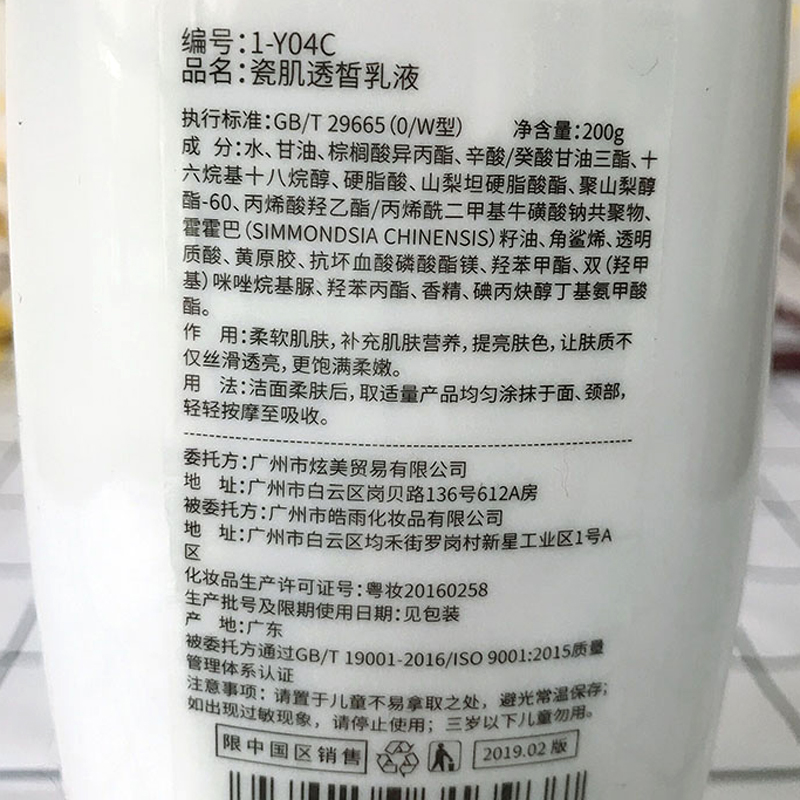 编号：1-Y04C
品名：瓷肌透皙乳液
执行标准：GB/T 29665（O/W型） 净含量：200g
成 分：水、甘油、棕榈酸异丙酯、辛酸/癸酸甘油三酯、十
六烷基十八烷醇、硬脂酸、山梨坦硬脂酸酯、聚山梨醇
酯-60、丙烯酸羟乙酯/丙烯酰二甲基牛磺酸钠共聚物、
霍霍巴（SIMMONDSIA CHINENSIS）籽油、角鲨烯、透明
质酸、黄原胶、抗坏血酸磷酸酯镁、羟苯甲酯、双（羟甲
基）咪唑烷基脲、羟苯丙酯、香精、碘丙炔醇丁基氨甲酸
酯。
作 用：柔软肌肤，补充肌肤营养，提亮肤色，让肤质不
仅丝滑透亮，更饱满柔嫩。
用 法：洁面柔肤后，取适量产品均匀涂抹于面、颈部，
轻轻按摩至吸收。
委托方：广州市炫美贸易有限公司
地 址：广州市白云区岗贝路136号612A房
被委托方：广州市皓雨化妆品有限公司
地 址：广州市白云区均禾街罗岗村新星工业区1号A
区
化妆品生产许可证号：粤妆20160258
生产批号及限期使用日期：见包装
产 地：广东
被委托方通过GB/T 19001-2016/ISO 9001:2015质量
管理体系认证
注意事项：请置于儿童不易拿取之处，避光常温保存；
如出现过敏现象，请停止使用；三岁以下儿童勿用。
限中国区销售 2019.02 版